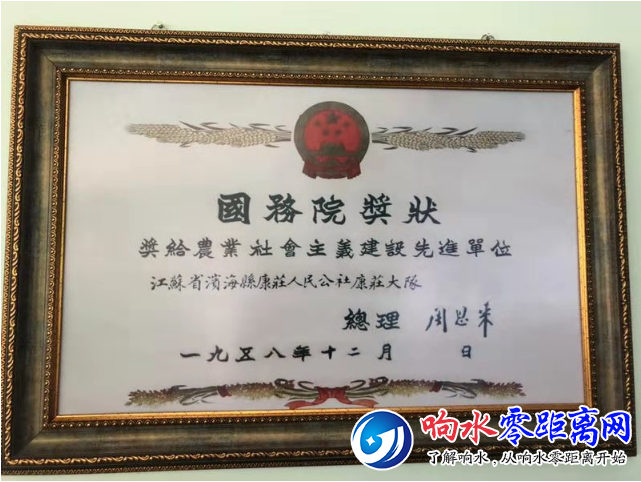 國務院獎狀
獎給農業社會主義建設先進單位
江蘇省濱海縣康莊人民公社康莊大隊
總理 周恩來
一九五八年十二月 日
响水零距离网
了解响水,从响水零距离开始